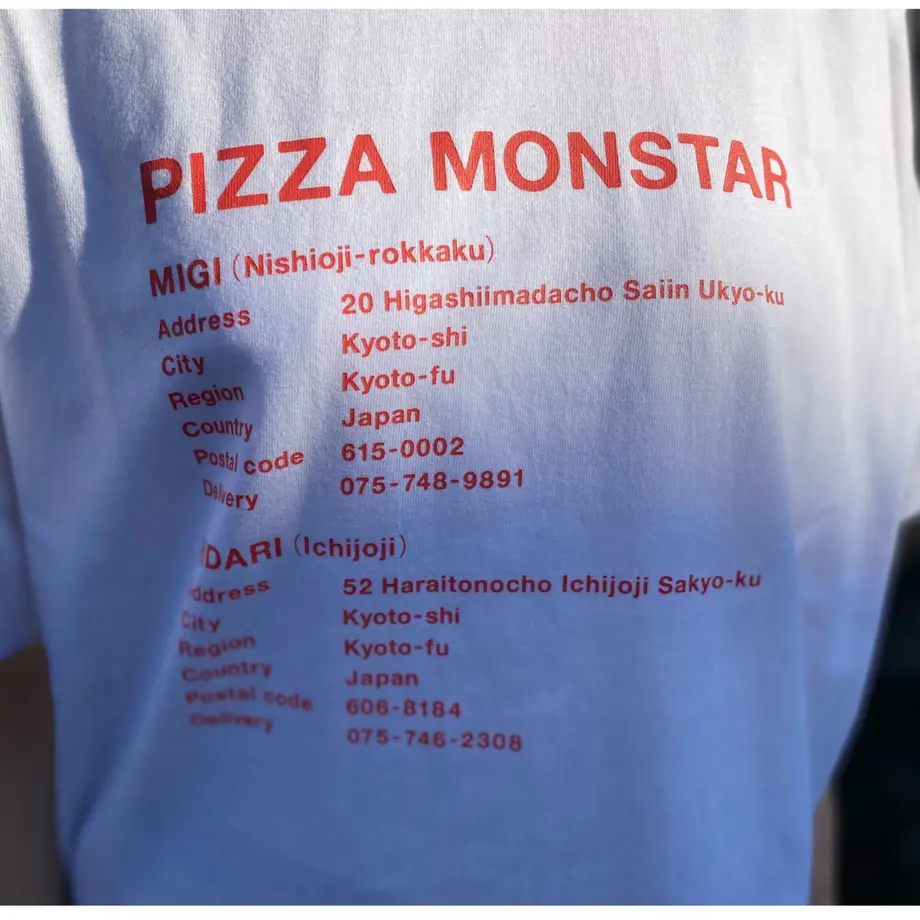 PIZZA MONSTAR
MIGI (Nishioji-rokkaku)
Address 20 Higashiimadacho Saiin Ukyo-ku
City Kyoto-shi
Region Kyoto-fu
Country Japan
Postal code 615-0002
Delivery 075-748-9891
IDARI (Ichijoji)
ddress 52 Haraitonocho Ichijoji Sakyo-ku
City Kyoto-shi
Region Kyoto-fu
Country Japan
Postal code 606-8184
Delivery 075-746-2308